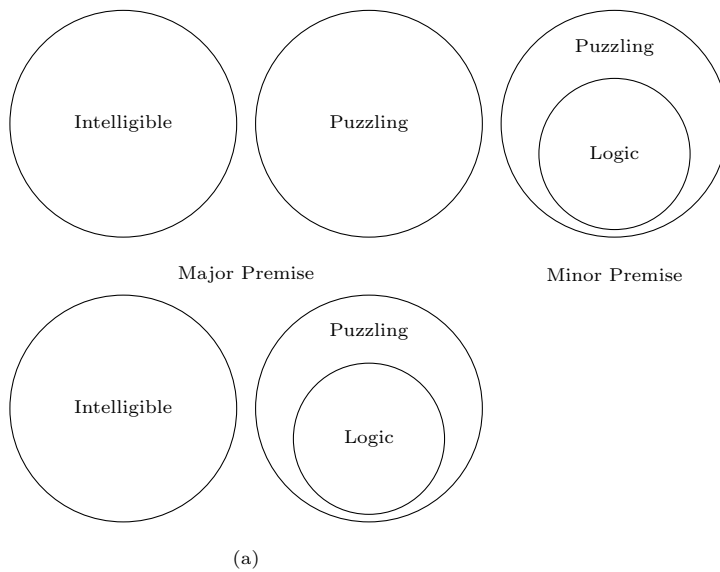 Intelligible
Puzzling
Puzzling
Logic
Major Premise
Minor Premise
Intelligible
Puzzling
Logic
(a)